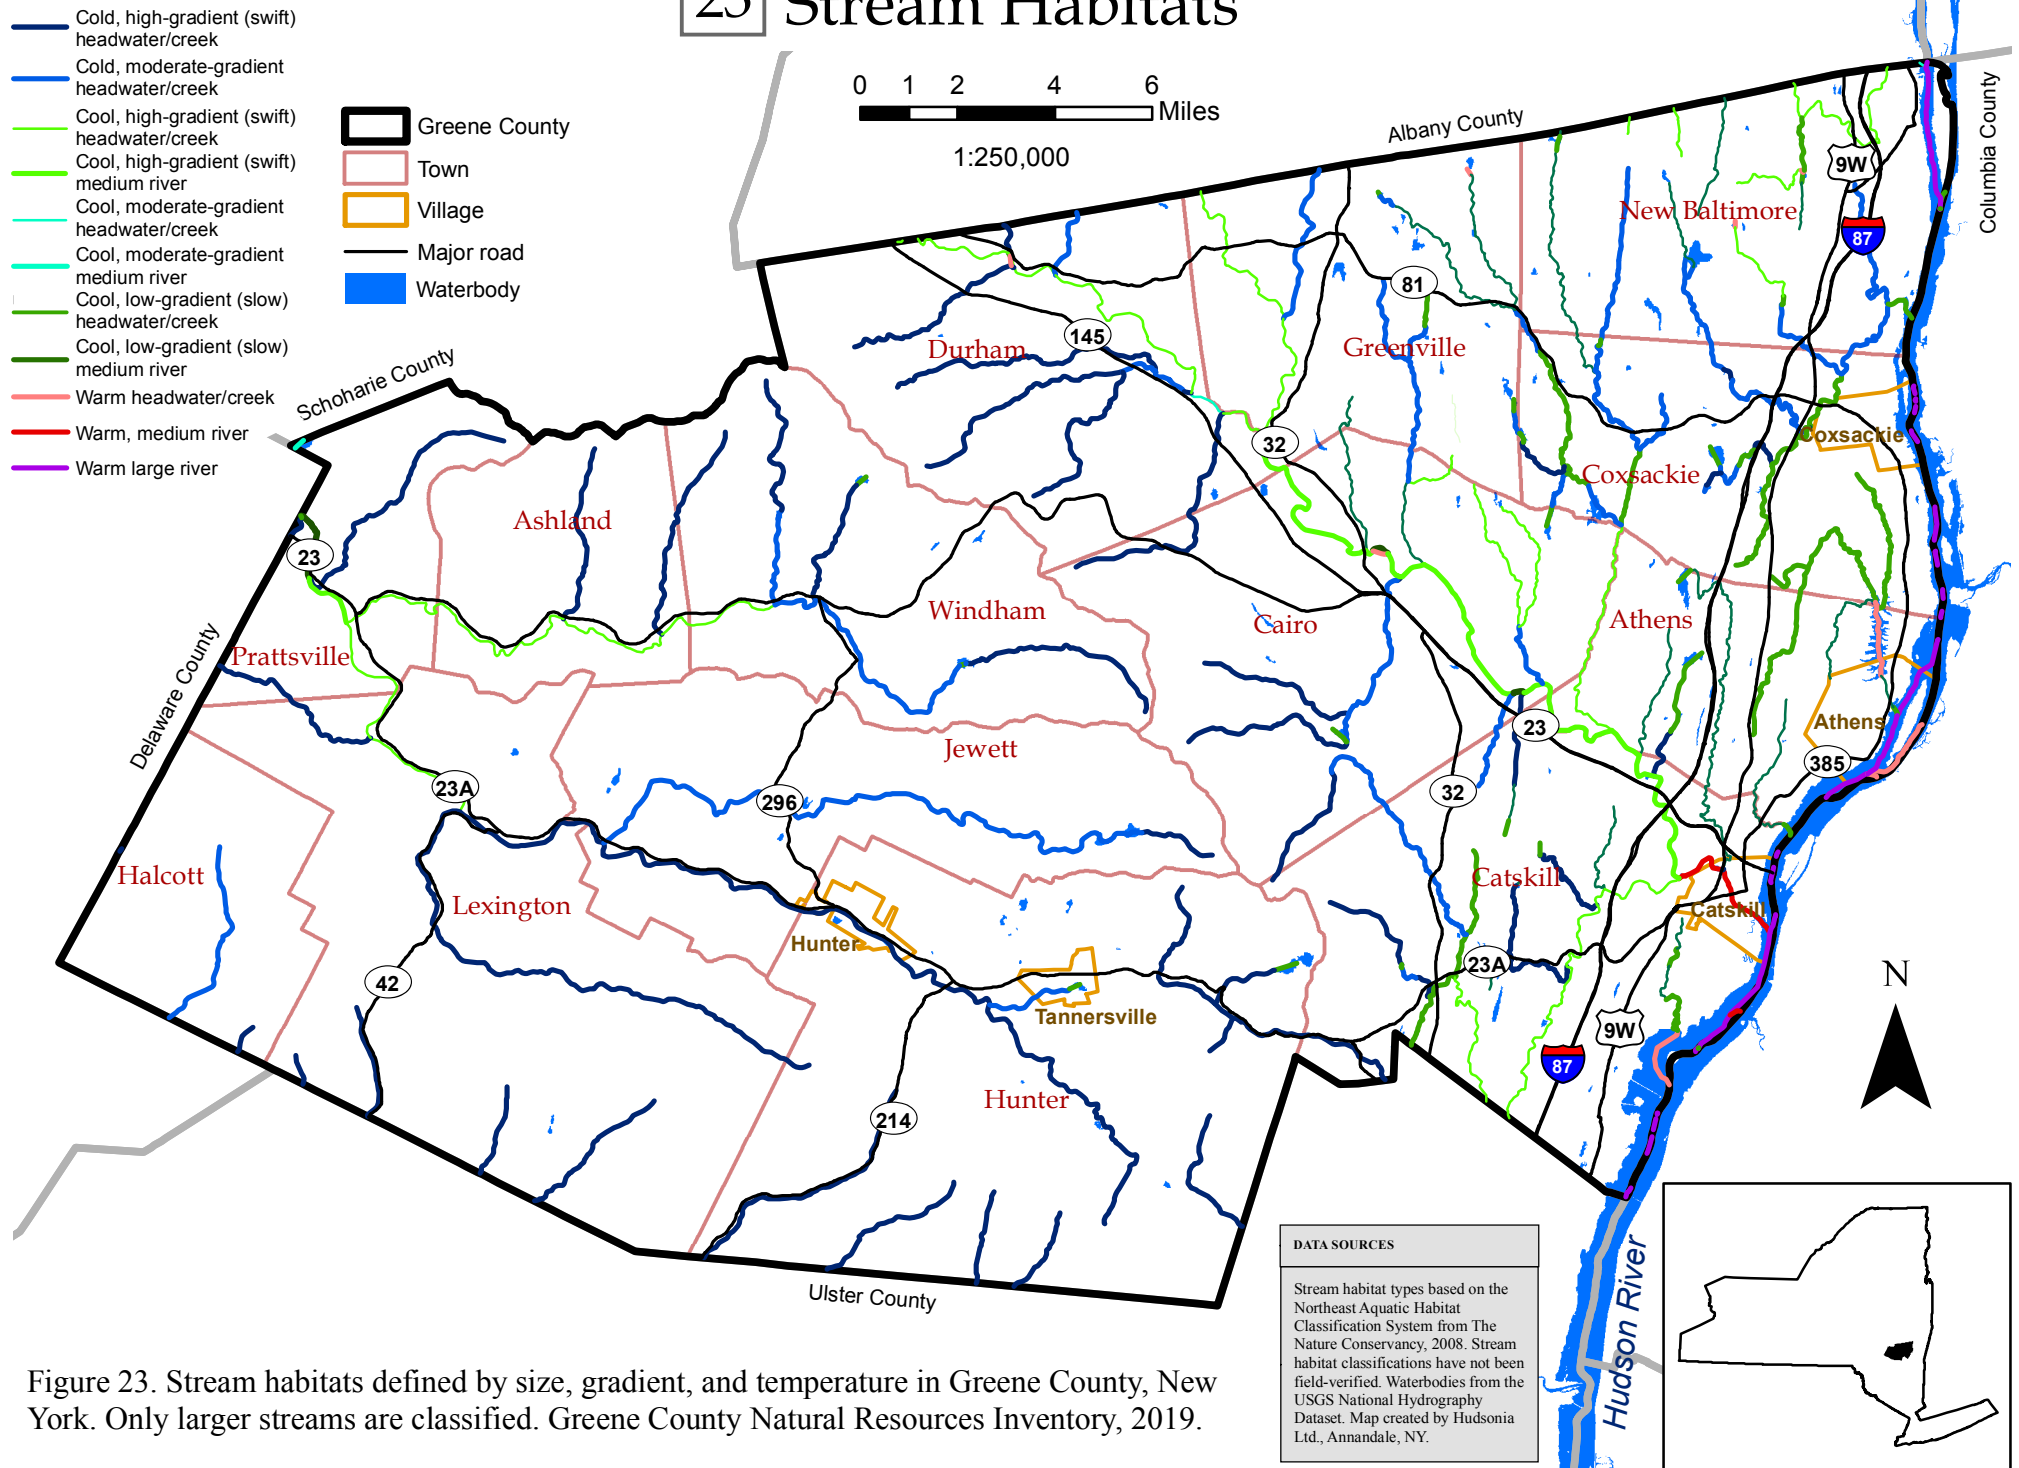 23 Stream Habitats
Cold, high-gradient (swift)
headwater/creek
Cold, moderate-gradient
headwater/creek
Cool, high-gradient (swift)
headwater/creek
Cool, high-gradient (swift)
medium river
Cool, moderate-gradient
headwater/creek
Cool, moderate-gradient
medium river
Cool, low-gradient (slow)
headwater/creek
Cool, low-gradient (slow)
medium river
Warm headwater/creek
Warm, medium river
Warm large river
Greene County
Town
Village
Major road
Waterbody
0 1 2 4 6
Miles
1:250,000
Albany County
Columbia County
Schoharie County
Delaware County
Ulster County
Hudson River
9W
87
New Baltimore
81
145
Durham
Greenville
32
Coxsackie
Coxsackie
Ashland
23
Windham
Cairo
Athens
Prattsville
Athens
Jewett
23
385
23A
296
32
Halcott
Lexington
Catskill
Catskill
Hunter
23A
42
Tannersville
9W
87
Hunter
214
N
DATA SOURCES
Stream habitat types based on the
Northeast Aquatic Habitat
Classification System from The
Nature Conservancy, 2008. Stream
habitat classifications have not been
field-verified. Waterbodies from the
USGS National Hydrography
Dataset. Map created by Hudsonia
Ltd., Annandale, NY.
Figure 23. Stream habitats defined by size, gradient, and temperature in Greene County, New
York. Only larger streams are classified. Greene County Natural Resources Inventory, 2019.